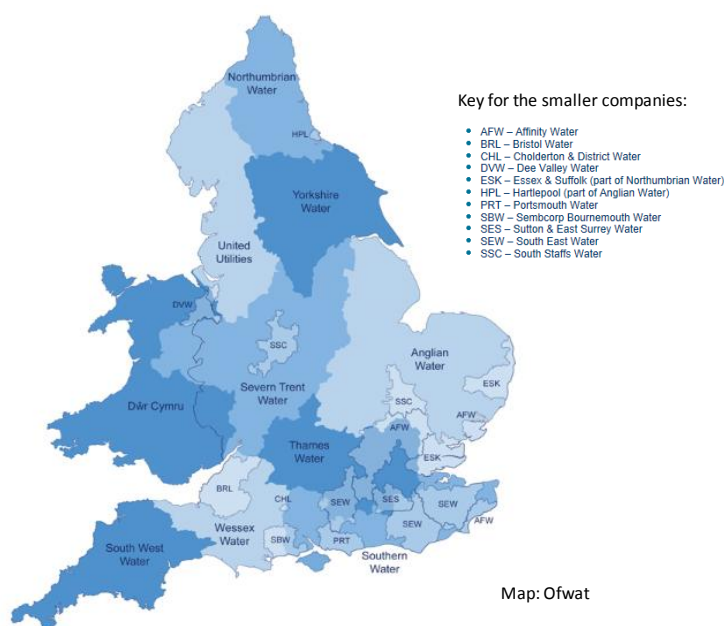 Northumbrian
Water
HPL
Yorkshire
Water
United
Utilities
DVW
SSC
Anglian
Water
ESK
Severn Trent
Water
SSC
Dŵr Cymru
AFW
AFW
Thames
Water
ESK
BRL
CHL
SEW
SES
SEW
SEW
AFW
Wessex
Water
SBW
PRT
South West
Water
Southern
Water
Key for the smaller companies:
• AFW – Affinity Water
• BRL – Bristol Water
• CHL – Cholderton & District Water
• DVW – Dee Valley Water
• ESK – Essex & Suffolk (part of Northumbrian Water)
• HPL – Hartlepool (part of Anglian Water)
• PRT – Portsmouth Water
• SBW – Sembcorp Bournemouth Water
• SES – Sutton & East Surrey Water
• SEW – South East Water
• SSC – South Staffs Water
Map: Ofwat